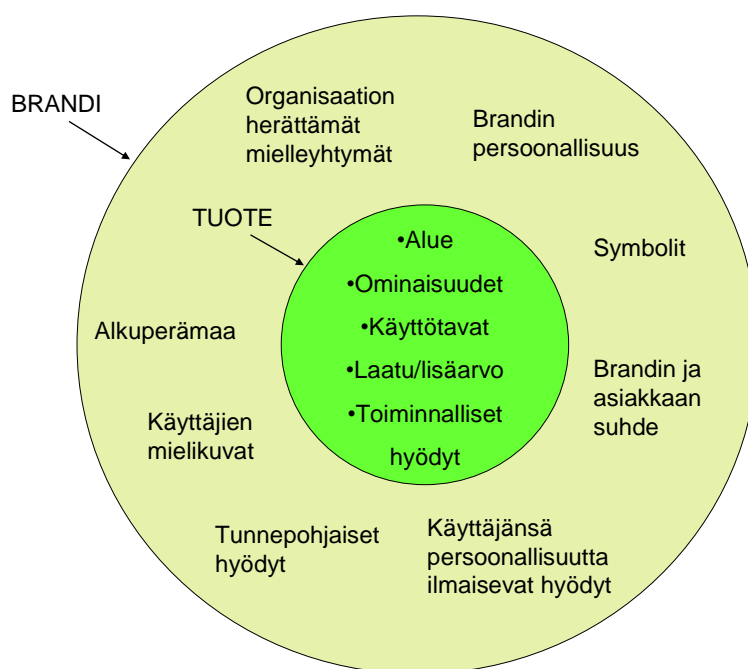 BRANDI
Organisaation
herättämät
mielleyhtymät
Brandin
persoonallisuus
TUOTE
•Alue
•Ominaisuudet
•Käyttötavat
•Laatu/lisäarvo
•Toiminnalliset
hyödyt
Symbolit
Alkuperämaa
Brandin ja
asiakkaan
suhde
Käyttäjien
mielikuvat
Tunnepohjaiset
hyödyt
Käyttäjänsä
persoonallisuutta
ilmaisevat hyödyt